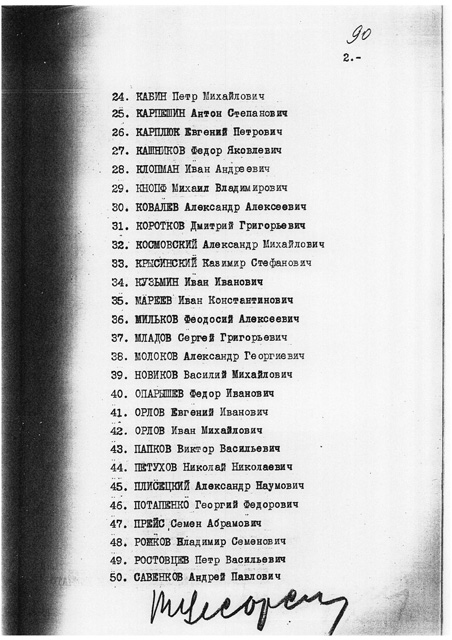 90
2.-
24. КАБИН Петр Михайлович
25. КАРПЕШИН Антон Степанович
26. КАРПЛЮК Евгений Петрович
27. КАШНИКОВ Федор Яковлевич
28. КЛОПМАН Иван Андреевич
29. КНОПФ Михаил Владимирович
30. КОВАЛЕВ Александр Алексеевич
31. КОРОТКОВ Дмитрий Григорьевич
32. КОСМОВСКИЙ Александр Михайлович
33. КРЫСИНСКИЙ Казимир Стефанович
34. КУЗЬМИН Иван Иванович
35. МАРЕЕВ Иван Константинович
36. МИЛЬКОВ Феодосий Алексеевич
37. МЛАДОВ Сергей Григорьевич
38. МОЛОКОВ Александр Георгиевич
39. НОВИКОВ Василий Михайлович
40. ОПАРЫШЕВ Федор Иванович
41. ОРЛОВ Евгений Иванович
42. ОРЛОВ Иван Михайлович
43. ПАПКОВ Виктор Васильевич
44. ПЕТУХОВ Николай Николаевич
45. ПЛИСЕЦКИЙ Александр Наумович
46. ПОТАПЕНКО Георгий Федорович
47. ПРЕЙС Семен Абрамович
48. РОЖКОВ Владимир Семенович
49. РОСТОВЦЕВ Петр Васильевич
50. САВЕНКОВ Андрей Павлович